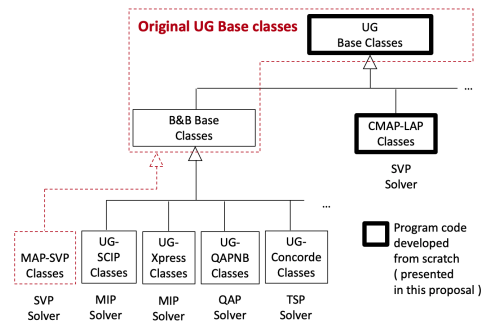 Original UG Base classes
UG
Base Classes
...
B&B Base
Classes
CMAP-LAP
Classes
SVP
Solver
...
MAP-SVP
Classes
UG-
SCIP
Classes
UG-
Xpress
Classes
UG-
QAPNB
Classes
UG-
Concorde
Classes
SVP
Solver
MIP
Solver
MIP
Solver
QAP
Solver
TSP
Solver
Program code
developed
from scratch
( presented
in this proposal )